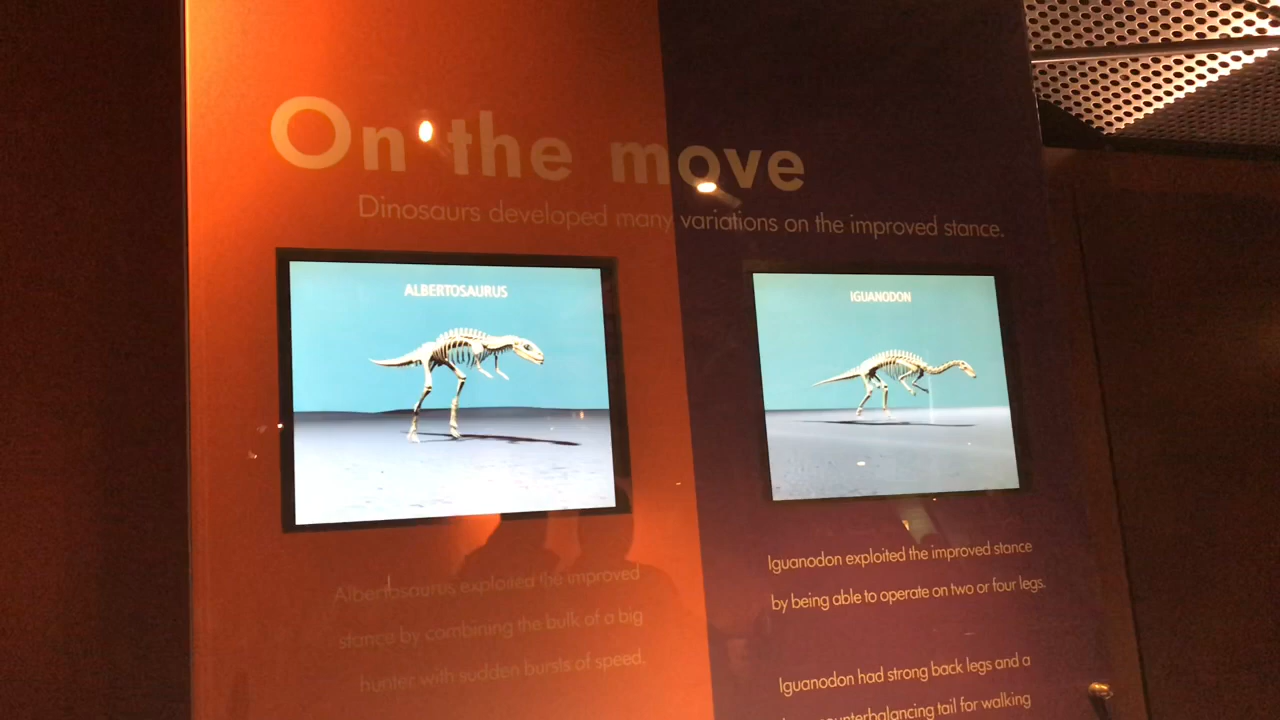 On the move
Dinosaurs developed many variations on the improved stance.
ALBERTOSAURUS
Albertosaurus exploited the improved
stance by combining the bulk of a big
hunter with sudden bursts of speed.
IGUANODON
Iguanodon exploited the improved stance
by being able to operate on two or four legs.
Iguanodon had strong back legs and a
tail for walking